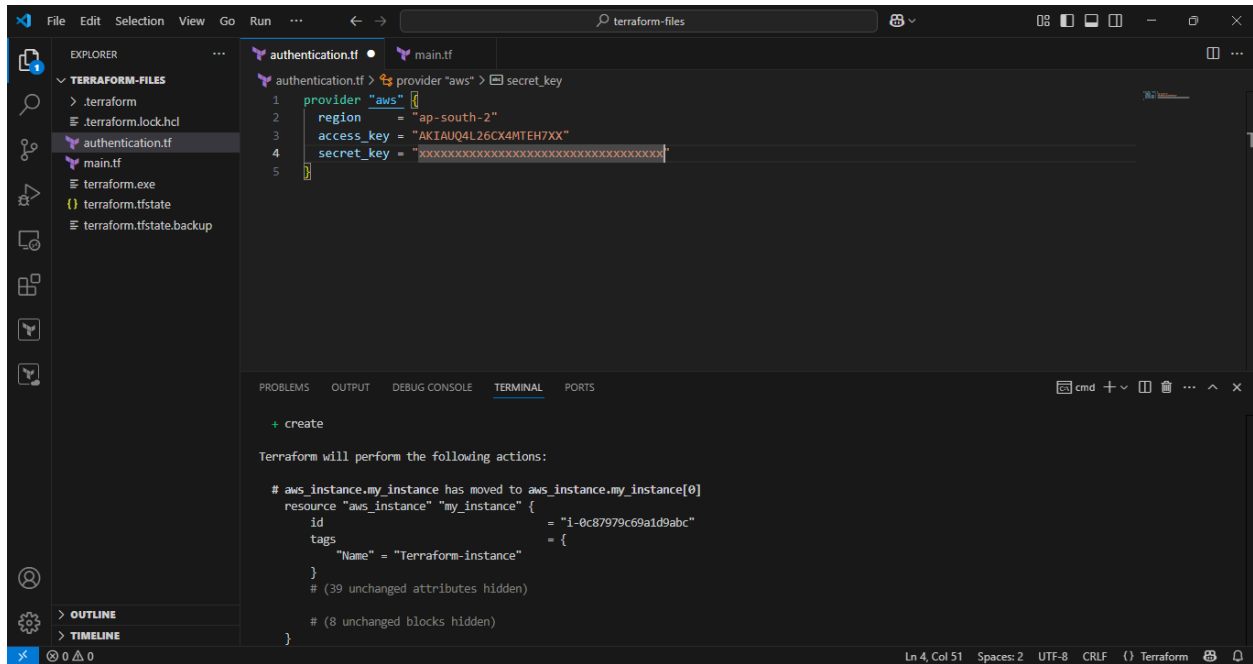 File Edit Selection View Go Run ...
terraform-files
EXPLORER
TERRAFORM-FILES
.terraform
.terraform.lock.hcl
authentication.tf
main.tf
terraform.exe
{} terraform.tfstate
terraform.tfstate.backup
OUTLINE
TIMELINE
authentication.tf
main.tf
authentication.tf > provider "aws" > secret_key
1 provider "aws" {
2 region = "ap-south-2"
3 access_key = "AKIAUQ4L26CX4MTEH7XX"
4 secret_key = "xxxxxxxxxxxxxxxxxxxxxxxxxxxxxxxxxx"
5 }
PROBLEMS OUTPUT DEBUG CONSOLE TERMINAL PORTS
cmd
+ create
Terraform will perform the following actions:
# aws_instance.my_instance has moved to aws_instance.my_instance[0]
resource "aws_instance" "my_instance" {
id = "i-0c87979c69a1d9abc"
tags = {
"Name" = "Terraform-instance"
}
# (39 unchanged attributes hidden)
# (8 unchanged blocks hidden)
}
1
0 0 Ln 4, Col 51 Spaces: 2 UTF-8 CRLF {} Terraform